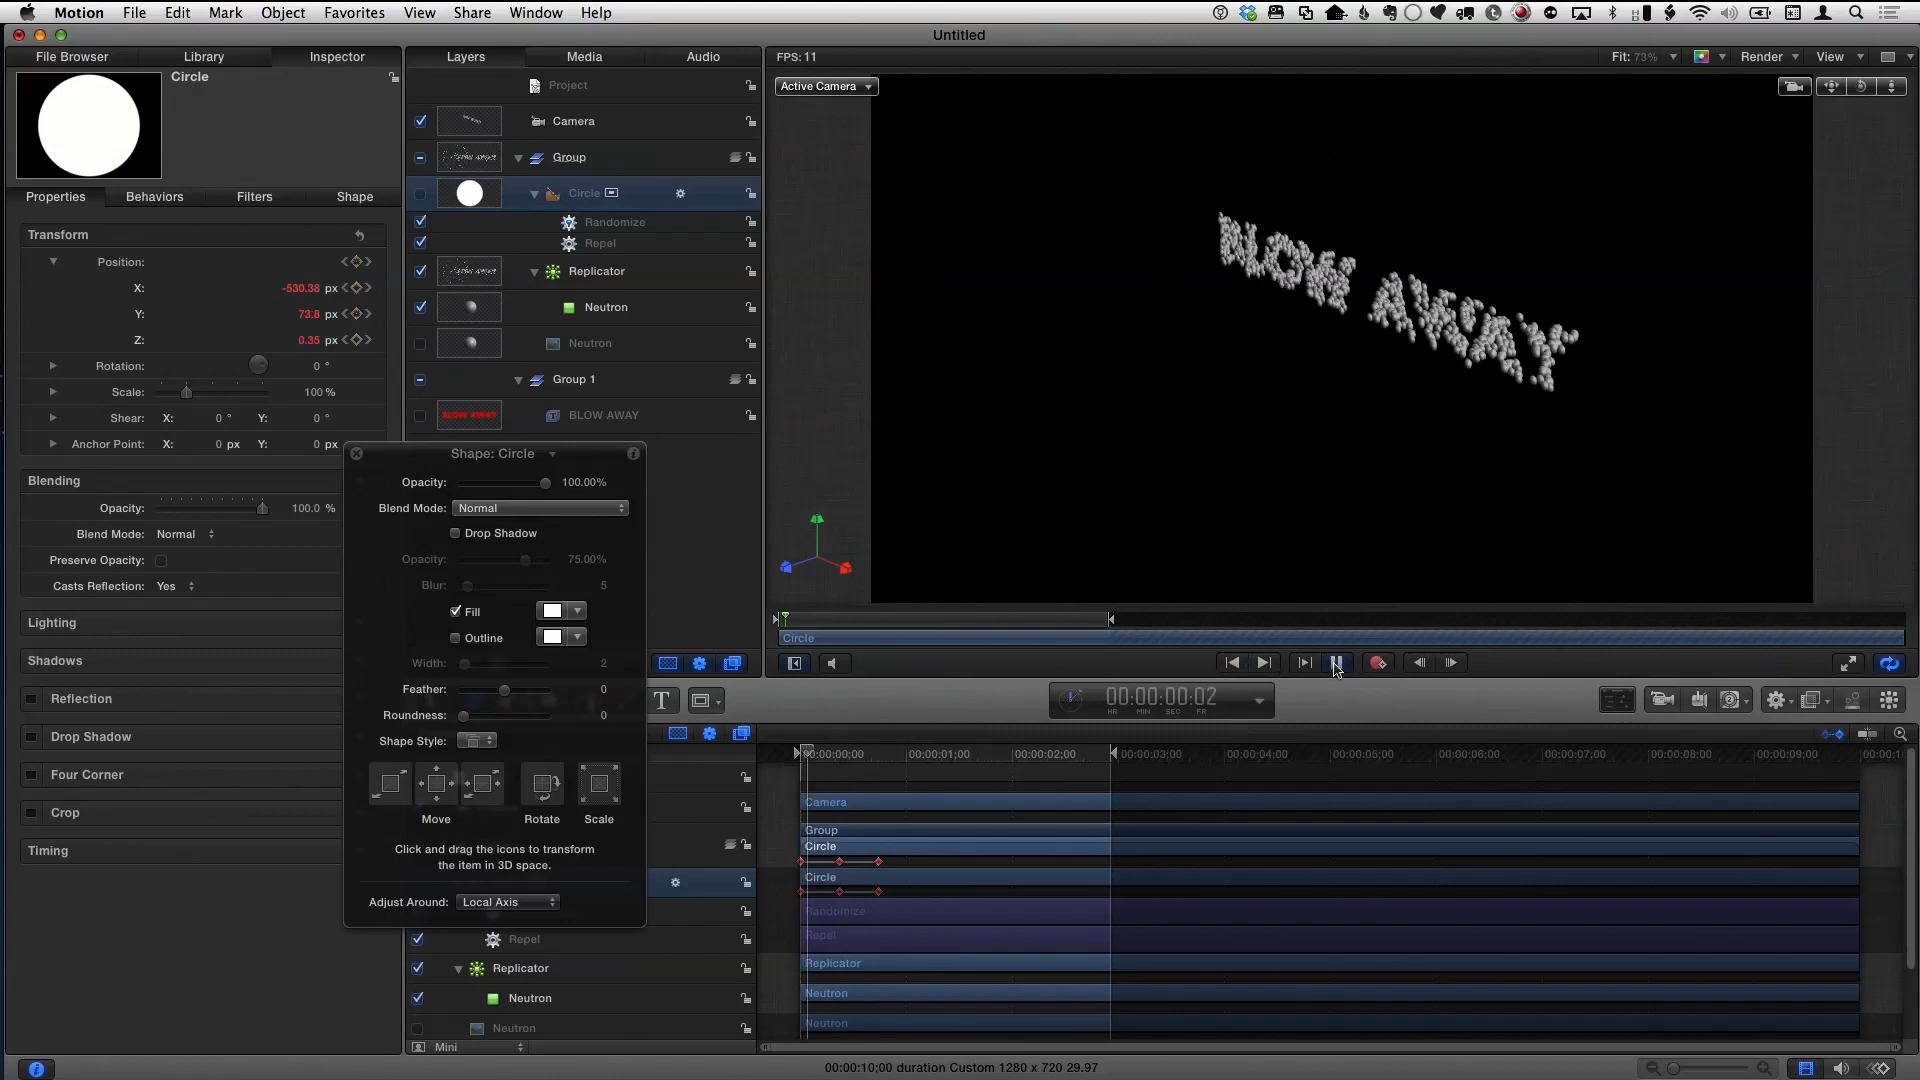 Motion File Edit Mark Object Favorites View Share Window Help
Untitled
File Browser Library Inspector
Layers Media Audio
FPS: 11
Fit: 73% Render View
Circle
Active Camera
Project
Camera
Group
Circle
Randomize
Repel
Replicator
Neutron
Neutron
Group 1
BLOW AWAY
BLOW AWAY
BLOW AWAY
Properties Behaviors Filters Shape
Transform
Position:
X: -530.38 px
Y: 73.8 px
Z: 0.35 px
Rotation: 0 °
Scale: 100 %
Shear: X: 0 ° Y: 0 °
Anchor Point: X: 0 px Y: 0 px
Blending
Opacity: 100.0 %
Blend Mode: Normal
Preserve Opacity:
Casts Reflection: Yes
Lighting
Shadows
Reflection
Drop Shadow
Four Corner
Crop
Timing
Shape: Circle
Opacity: 100.00%
Blend Mode: Normal
Drop Shadow
Opacity: 75.00%
Blur: 5
Fill
Outline
Width: 2
Feather: 0
Roundness: 0
Shape Style:
Move Rotate Scale
Click and drag the icons to transform
the item in 3D space.
Adjust Around: Local Axis
Circle
T
00:00:00:02
HR MIN SEC FR
00:00:00;00 00:00:01;00 00:00:02;00 00:00:03;00 00:00:04;00 00:00:05;00 00:00:06;00 00:00:07;00 00:00:08;00 00:00:09;00
Camera
Group
Circle
Circle
Randomize
Repel
Replicator
Neutron
Neutron
Repel
Replicator
Neutron
Neutron
Mini
00:00:10;00 duration Custom 1280 x 720 29.97